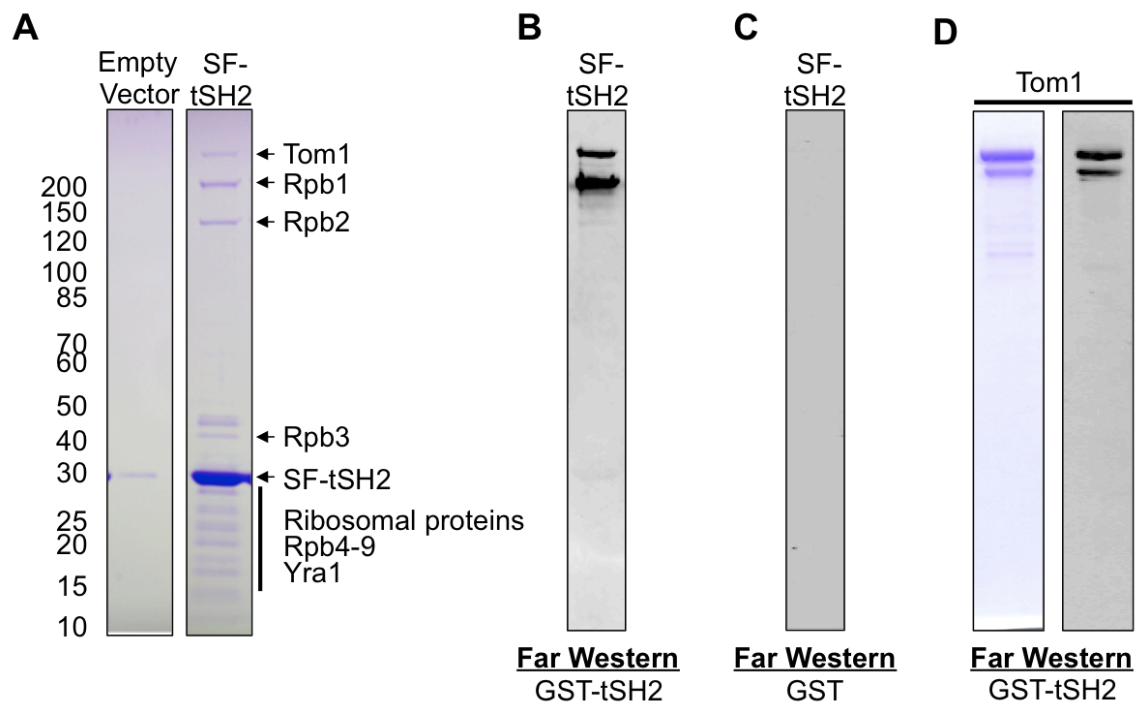 A
Empty
Vector
SF-
tSH2
200
150
120
100
85
70
60
50
40
30
25
20
15
10
Tom1
Rpb1
Rpb2
Rpb3
SF-tSH2
Ribosomal proteins
Rpb4-9
Yra1
B
SF-
tSH2
Far Western
GST-tSH2
C
SF-
tSH2
Far Western
GST
D
Tom1
Far Western
GST-tSH2